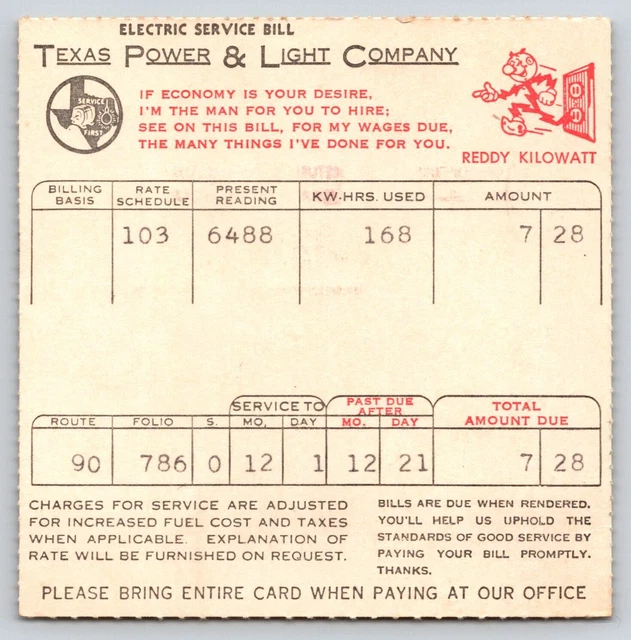 ELECTRIC SERVICE BILL
TEXAS POWER & LIGHT COMPANY
SERVICE
FIRST
IF ECONOMY IS YOUR DESIRE,
I'M THE MAN FOR YOU TO HIRE;
SEE ON THIS BILL, FOR MY WAGES DUE,
THE MANY THINGS I'VE DONE FOR YOU.
REDDY KILOWATT
BILLING BASIS RATE SCHEDULE PRESENT READING KW-HRS. USED AMOUNT
103 6488 168 7 28
SERVICE TO PAST DUE AFTER TOTAL AMOUNT DUE
ROUTE FOLIO S. MO. DAY MO. DAY
90 786 0 12 1 12 21 7 28
CHARGES FOR SERVICE ARE ADJUSTED
FOR INCREASED FUEL COST AND TAXES
WHEN APPLICABLE. EXPLANATION OF
RATE WILL BE FURNISHED ON REQUEST.
BILLS ARE DUE WHEN RENDERED.
YOU'LL HELP US UPHOLD THE
STANDARDS OF GOOD SERVICE BY
PAYING YOUR BILL PROMPTLY.
THANKS.
PLEASE BRING ENTIRE CARD WHEN PAYING AT OUR OFFICE